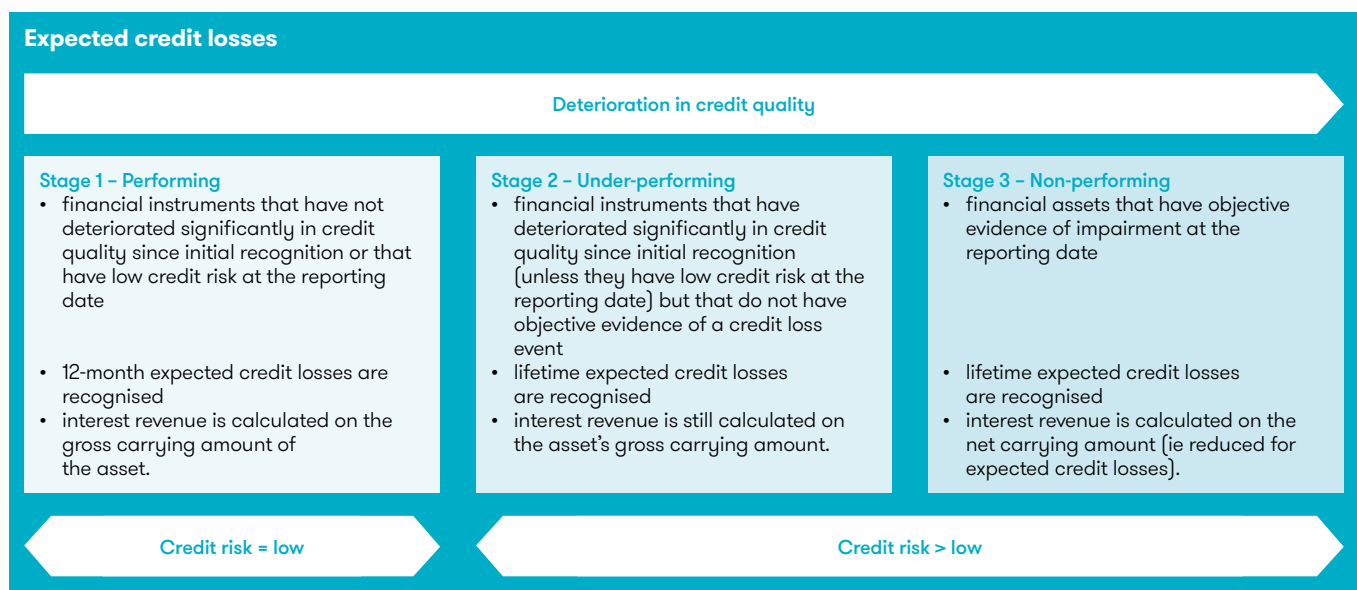 Expected credit losses
Deterioration in credit quality
Stage 1 – Performing
• financial instruments that have not
deteriorated significantly in credit
quality since initial recognition or that
have low credit risk at the reporting
date
• 12-month expected credit losses are
recognised
• interest revenue is calculated on the
gross carrying amount of
the asset.
Stage 2 – Under-performing
• financial instruments that have
deteriorated significantly in credit
quality since initial recognition
(unless they have low credit risk at the
reporting date) but that do not have
objective evidence of a credit loss
event
• lifetime expected credit losses
are recognised
• interest revenue is still calculated on
the asset's gross carrying amount.
Stage 3 – Non-performing
• financial assets that have objective
evidence of impairment at the
reporting date
• lifetime expected credit losses
are recognised
• interest revenue is calculated on the
net carrying amount (ie reduced for
expected credit losses).
Credit risk = low
Credit risk > low